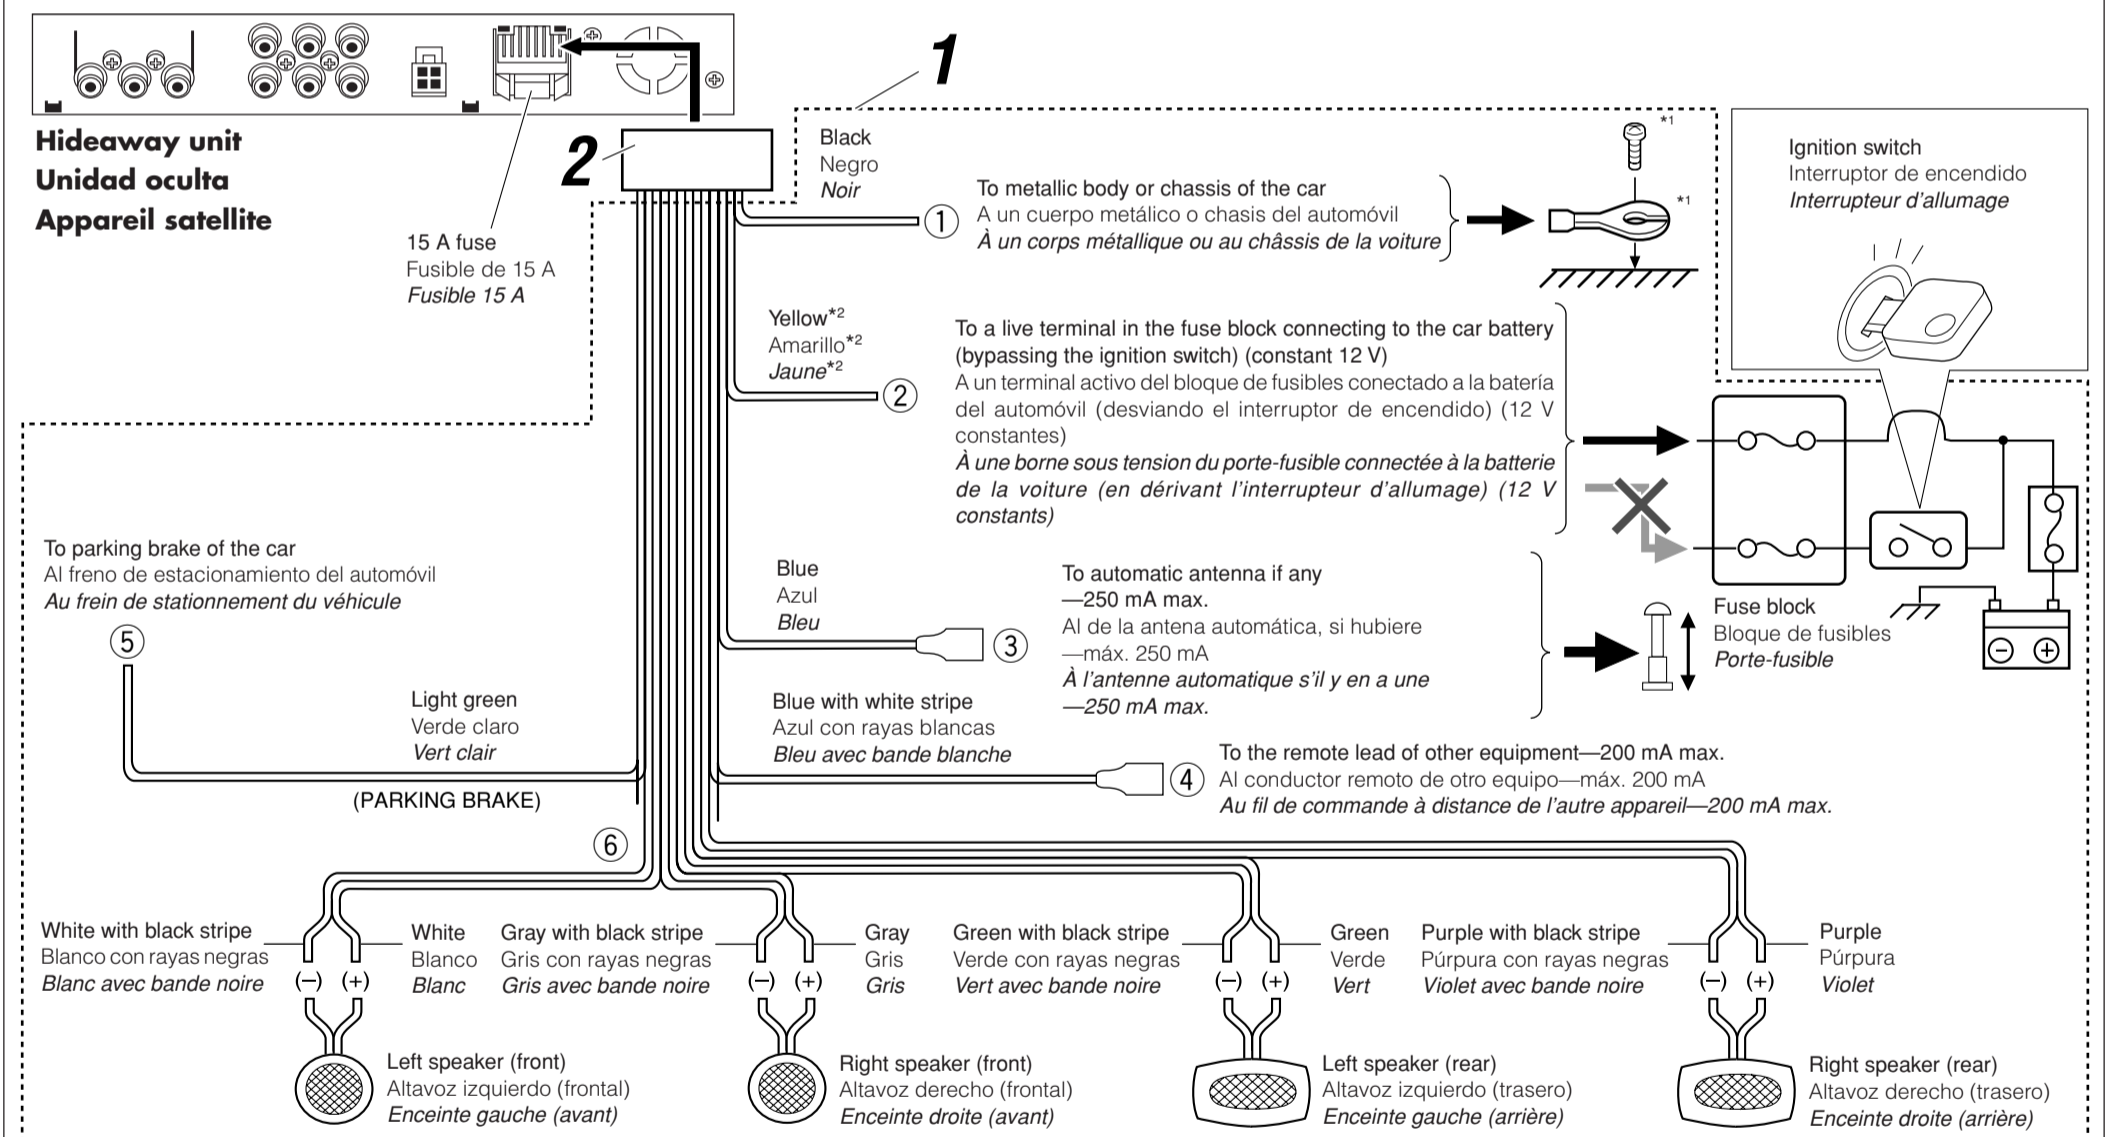 1
Hideaway unit
Unidad oculta
Appareil satellite
2
15 A fuse
Fusible de 15 A
Fusible 15 A
Black
Negro
Noir
①
To metallic body or chassis of the car
A un cuerpo metálico o chasis del automóvil
À un corps métallique ou au châssis de la voiture
*1
*1
Ignition switch
Interruptor de encendido
Interrupteur d’allumage
Yellow*2
Amarillo*2
Jaune*2
②
To a live terminal in the fuse block connecting to the car battery
(bypassing the ignition switch) (constant 12 V)
A un terminal activo del bloque de fusibles conectado a la batería
del automóvil (desviando el interruptor de encendido) (12 V
constantes)
À une borne sous tension du porte-fusible connectée à la batterie
de la voiture (en dérivant l’interrupteur d’allumage) (12 V
constants)
Fuse block
Bloque de fusibles
Porte-fusible
− +
To parking brake of the car
Al freno de estacionamiento del automóvil
Au frein de stationnement du véhicule
⑤
Light green
Verde claro
Vert clair
(PARKING BRAKE)
Blue
Azul
Bleu
③
To automatic antenna if any
—250 mA max.
Al de la antena automática, si hubiere
—máx. 250 mA
À l’antenne automatique s’il y en a une
—250 mA max.
Blue with white stripe
Azul con rayas blancas
Bleu avec bande blanche
④
To the remote lead of other equipment—200 mA max.
Al conductor remoto de otro equipo—máx. 200 mA
Au fil de commande à distance de l’autre appareil—200 mA max.
⑥
White with black stripe
Blanco con rayas negras
Blanc avec bande noire
(−) (+)
White
Blanco
Blanc
Left speaker (front)
Altavoz izquierdo (frontal)
Enceinte gauche (avant)
Gray with black stripe
Gris con rayas negras
Gris avec bande noire
(−) (+)
Gray
Gris
Gris
Right speaker (front)
Altavoz derecho (frontal)
Enceinte droite (avant)
Green with black stripe
Verde con rayas negras
Vert avec bande noire
(−) (+)
Green
Verde
Vert
Left speaker (rear)
Altavoz izquierdo (trasero)
Enceinte gauche (arrière)
Purple with black stripe
Púrpura con rayas negras
Violet avec bande noire
(−) (+)
Purple
Púrpura
Violet
Right speaker (rear)
Altavoz derecho (trasero)
Enceinte droite (arrière)